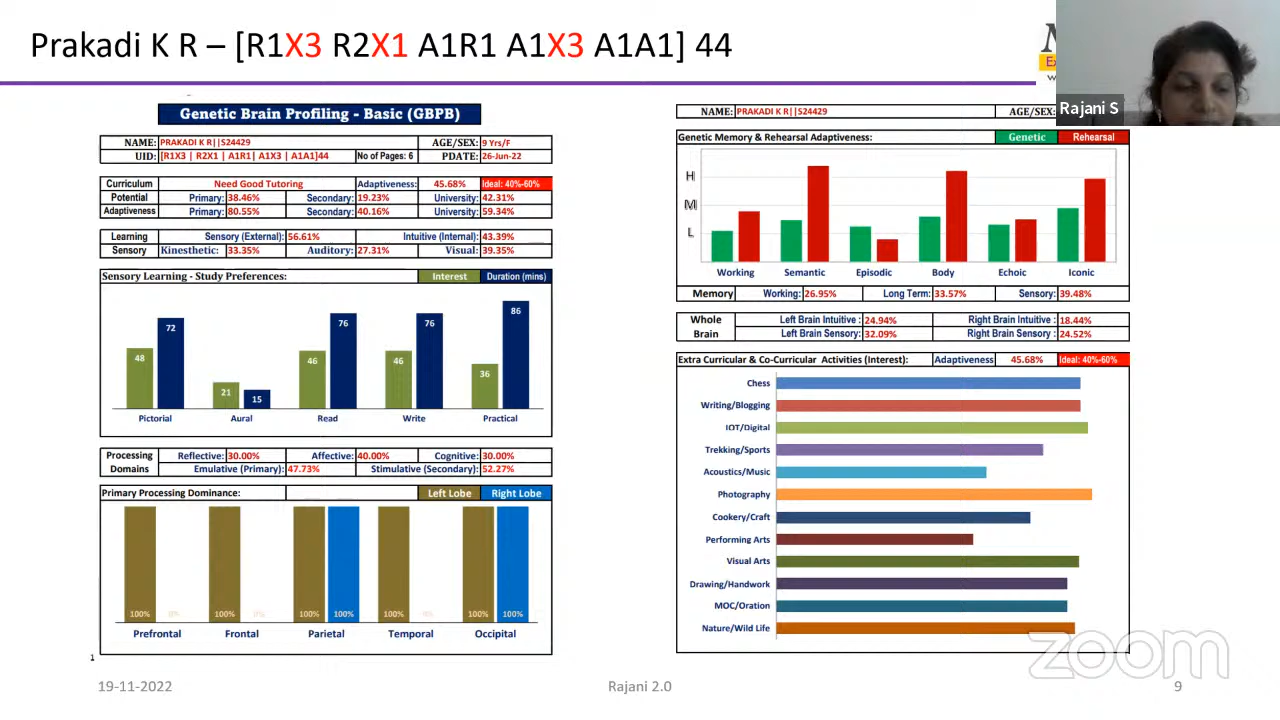 Prakadi K R – [R1X3 R2X1 A1R1 A1X3 A1A1] 44
Rajani S
Genetic Brain Profiling - Basic (GBPB)
NAME: PRAKADI K R||S24429 AGE/SEX: 9 Yrs/F
UID: [R1X3 | R2X1 | A1R1 | A1X3 | A1A1]44 No of Pages: 6 PDATE: 26-Jun-22
Curriculum Need Good Tutoring Adaptiveness: 45.68% Ideal: 40%-60%
Potential Primary: 38.46% Secondary: 19.23% University: 42.31%
Adaptiveness Primary: 80.55% Secondary: 40.16% University: 59.34%
Learning Sensory (External): 56.61% Intuitive (Internal): 43.39%
Sensory Kinesthetic: 33.35% Auditory: 27.31% Visual: 39.35%
Sensory Learning - Study Preferences: Interest Duration (mins)
48 72 21 15 46 76 46 76 36 86
Pictorial Aural Read Write Practical
Processing Reflective: 30.00% Affective: 40.00% Cognitive: 30.00%
Domains Emulative (Primary): 47.73% Stimulative (Secondary): 52.27%
Primary Processing Dominance: Left Lobe Right Lobe
100% 0% 100% 0% 100% 100% 100% 0% 100% 100%
Prefrontal Frontal Parietal Temporal Occipital
1
NAME: PRAKADI K R||S24429 AGE/SEX:
Genetic Memory & Rehearsal Adaptiveness: Genetic Rehearsal
H
M
L
Working Semantic Episodic Body Echoic Iconic
Memory Working: 26.95% Long Term: 33.57% Sensory: 39.48%
Whole Left Brain Intuitive : 24.94% Right Brain Intuitive : 18.44%
Brain Left Brain Sensory: 32.09% Right Brain Sensory : 24.52%
Extra Curricular & Co-Curricular Activities (Interest): Adaptiveness 45.68% Ideal: 40%-60%
Chess
Writing/Blogging
IOT/Digital
Trekking/Sports
Acoustics/Music
Photography
Cookery/Craft
Performing Arts
Visual Arts
Drawing/Handwork
MOC/Oration
Nature/Wild Life
zoom
19-11-2022 Rajani 2.0 9